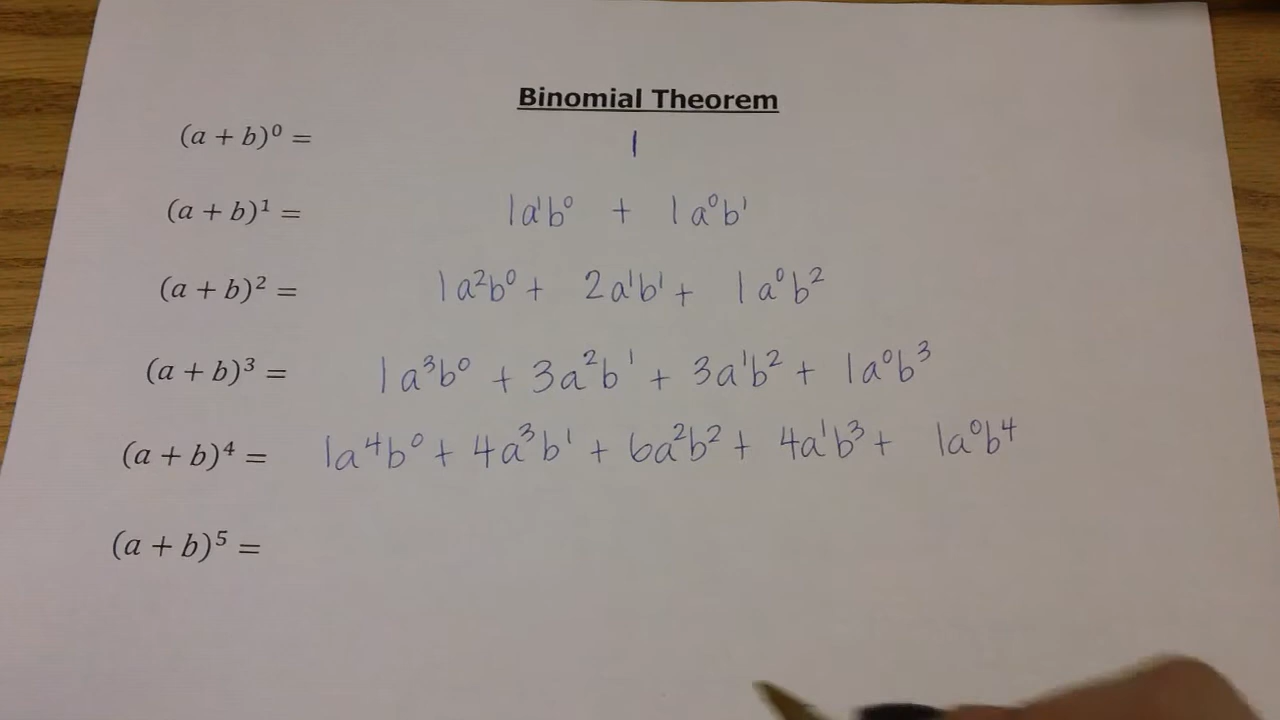 Binomial Theorem
(a + b)⁰ = 1
(a + b)¹ = 1a¹b⁰ + 1a⁰b¹
(a + b)² = 1a²b⁰ + 2a¹b¹ + 1a⁰b²
(a + b)³ = 1a³b⁰ + 3a²b¹ + 3a¹b² + 1a⁰b³
(a + b)⁴ = 1a⁴b⁰ + 4a³b¹ + 6a²b² + 4a¹b³ + 1a⁰b⁴
(a + b)⁵ =